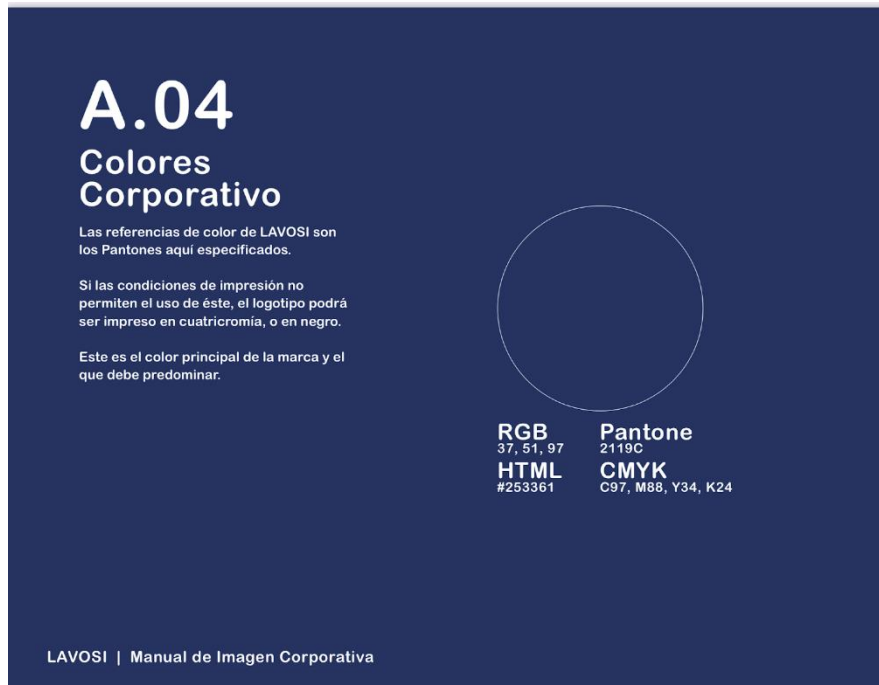 A.04
Colores
Corporativo
Las referencias de color de LAVOSI son
los Pantones aquí especificados.
Si las condiciones de impresión no
permiten el uso de éste, el logotipo podrá
ser impreso en cuatricromía, o en negro.
Este es el color principal de la marca y el
que debe predominar.
RGB
37, 51, 97
Pantone
2119C
HTML
#253361
CMYK
C97, M88, Y34, K24
LAVOSI | Manual de Imagen Corporativa